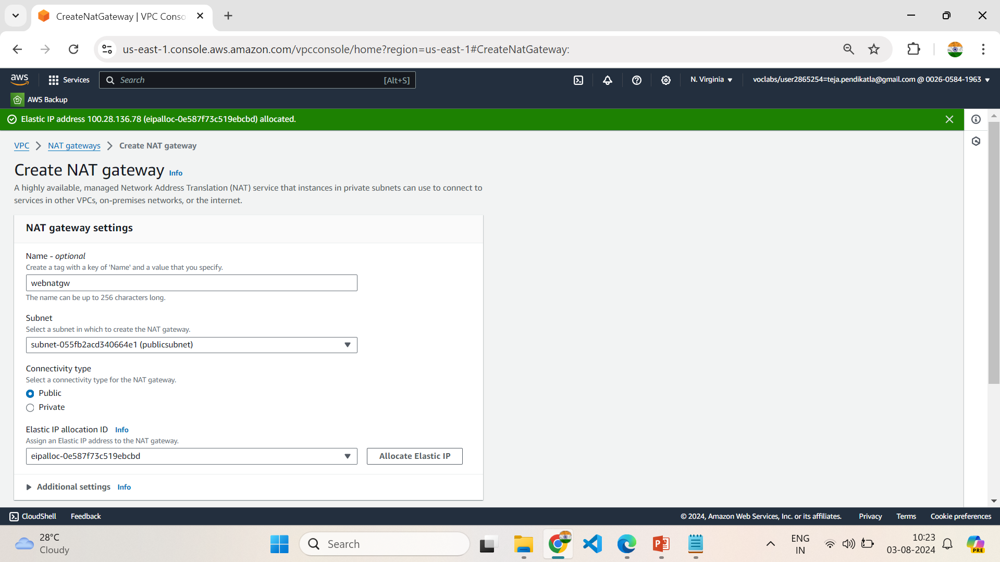 CreateNatGateway | VPC Conso
us-east-1.console.aws.amazon.com/vpcconsole/home?region=us-east-1#CreateNatGateway:
aws
Services
Search
[Alt+S]
N. Virginia
voclabs/user2865254=teja.pendikatla@gmail.com @ 0026-0584-1963
AWS Backup
Elastic IP address 100.28.136.78 (eipalloc-0e587f73c519ebcbd) allocated.
VPC
NAT gateways
Create NAT gateway
Create NAT gateway Info
A highly available, managed Network Address Translation (NAT) service that instances in private subnets can use to connect to
services in other VPCs, on-premises networks, or the internet.
NAT gateway settings
Name - optional
Create a tag with a key of 'Name' and a value that you specify.
webnatgw
The name can be up to 256 characters long.
Subnet
Select a subnet in which to create the NAT gateway.
subnet-055fb2acd340664e1 (publicsubnet)
Connectivity type
Select a connectivity type for the NAT gateway.
Public
Private
Elastic IP allocation ID Info
Assign an Elastic IP address to the NAT gateway.
eipalloc-0e587f73c519ebcbd
Allocate Elastic IP
Additional settings Info
CloudShell
Feedback
© 2024, Amazon Web Services, Inc. or its affiliates.
Privacy
Terms
Cookie preferences
28°C
Cloudy
Search
ENG
IN
10:23
03-08-2024
PRE